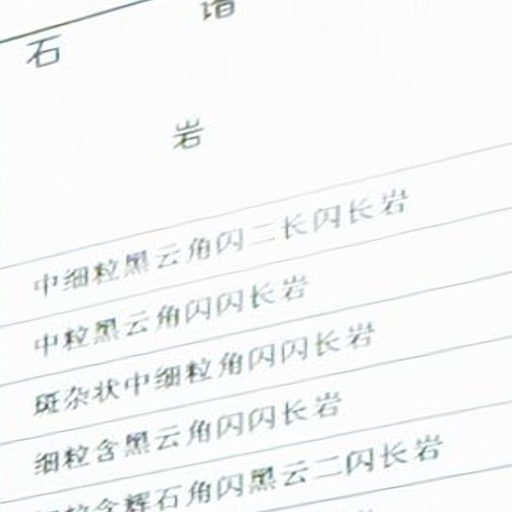 石
岩
中细粒黑云角闪二长闪长岩
中粒黑云角闪闪长岩
斑杂状中细粒角闪闪长岩
细粒含黑云角闪闪长岩
粒含辉石角闪黑云二闪长岩